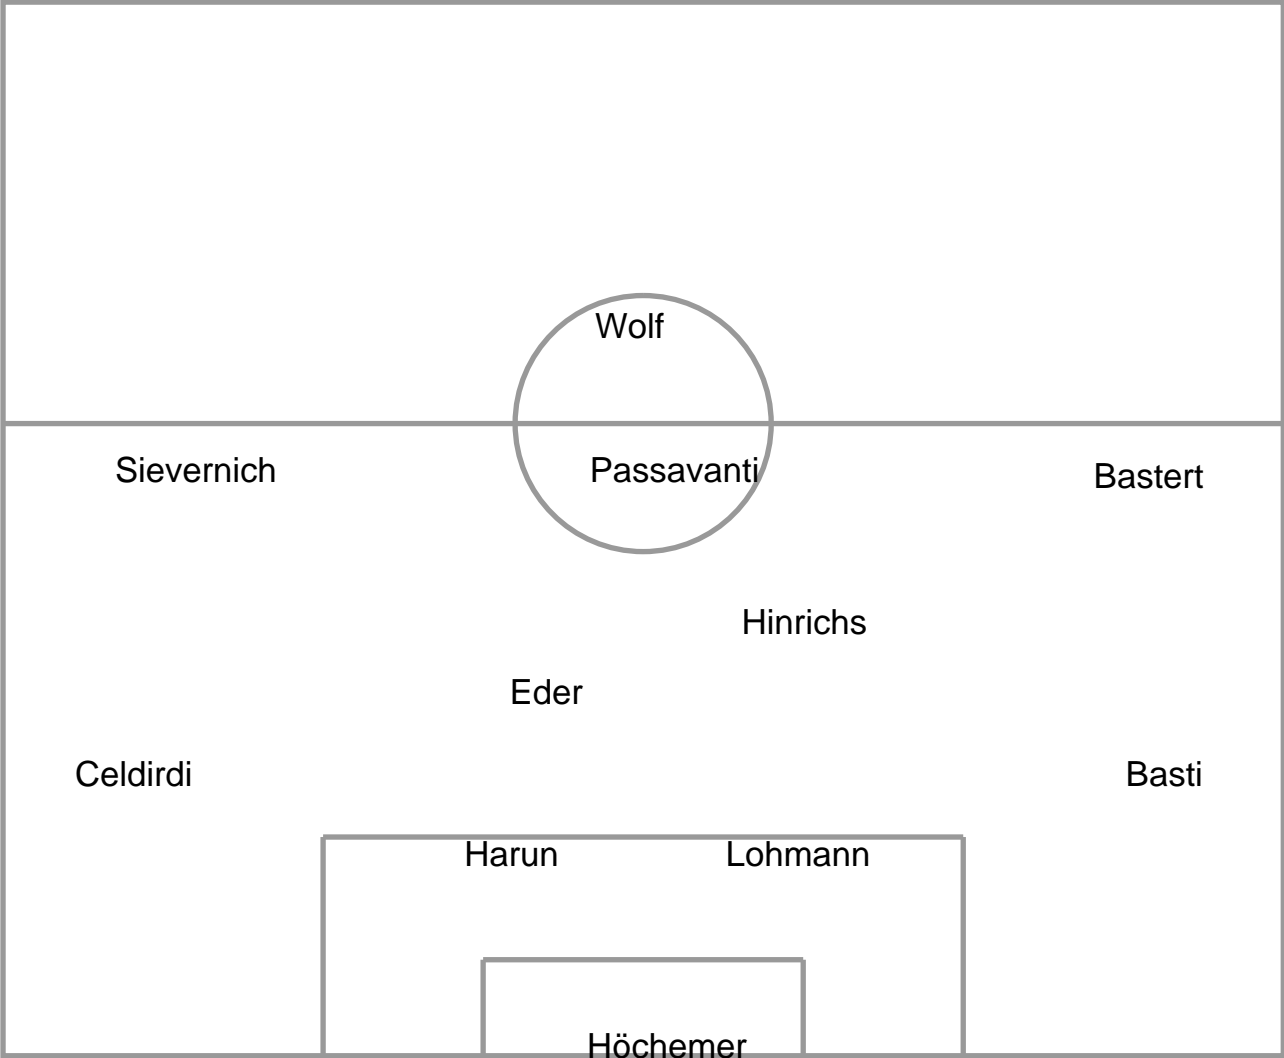 Wolf
Sievernich Passavanti Bastert
Hinrichs
Eder
Celdirdi Basti
Harun Lohmann
Höchemer